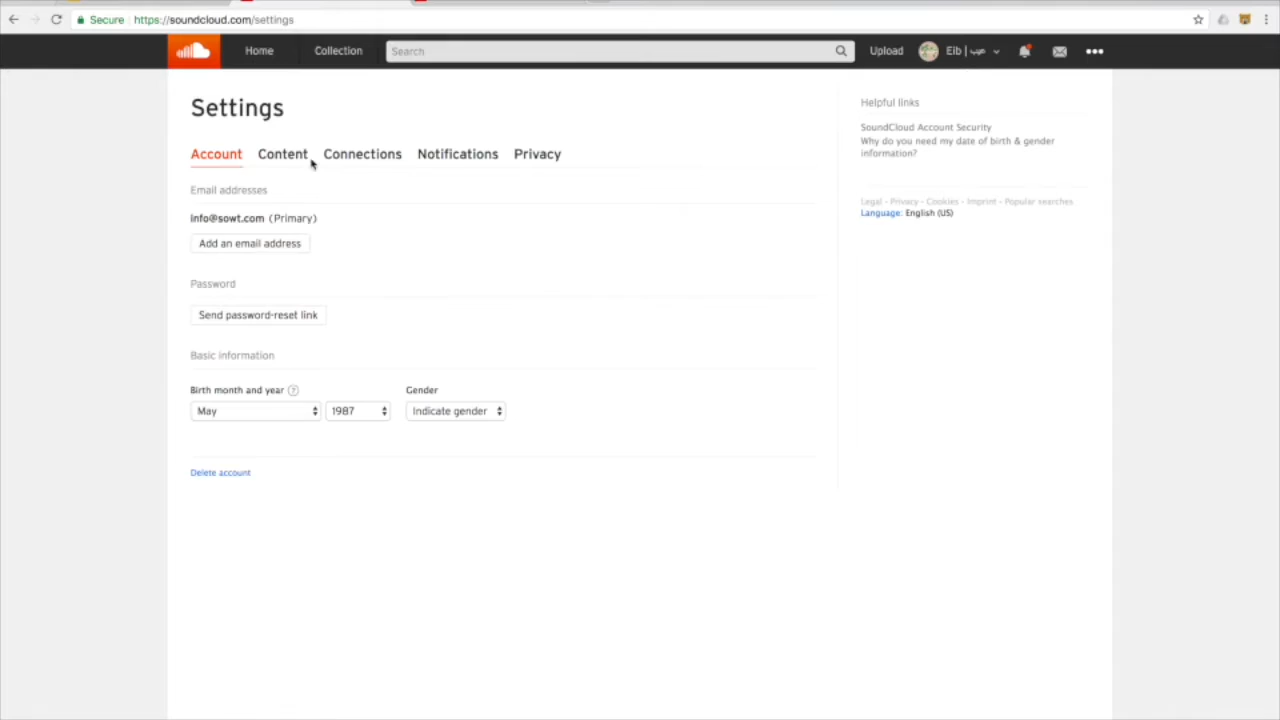 Secure https://soundcloud.com/settings
Home Collection Search Upload Eib | عيب
Settings
Account Content Connections Notifications Privacy
Email addresses
info@sowt.com (Primary)
Add an email address
Password
Send password-reset link
Basic information
Birth month and year ? Gender
May 1987 Indicate gender
Delete account
Helpful links
SoundCloud Account Security
Why do you need my date of birth & gender
information?
Legal - Privacy - Cookies - Imprint - Popular searches
Language: English (US)